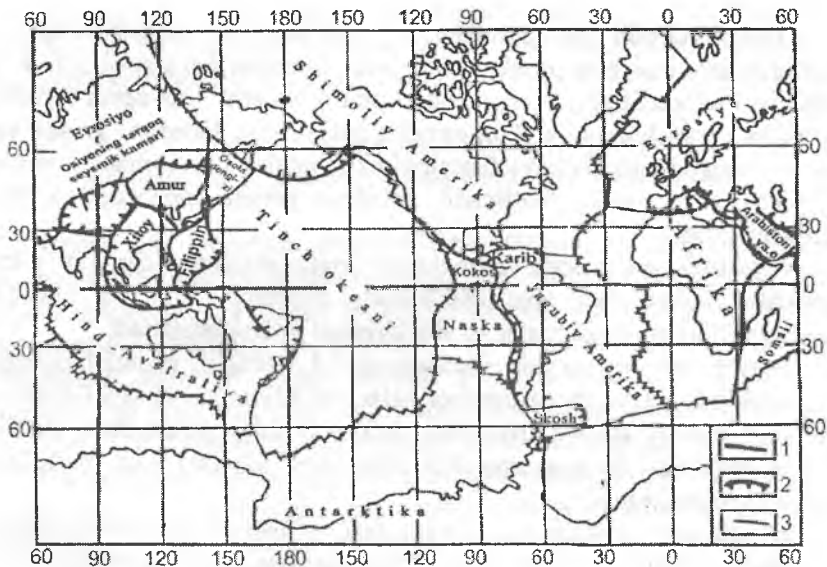 60 90 120 150 180 150 120 90 60 30 0 30 60
Shimoliy Amerika
Evrosiyo
Evrosiyo
Osiyoning tarqoq
seysmik kamari
60 60
Amur
Xitoy
Filippin
Tinch okeani
Arabiston
Afrika
30 30
Karib
Kokos
0 0
Hind Avstraliya
Naska
Janubiy Amerika
Somali
30 30
Skosh
60 60
1
2
3
Antarktika
60 90 120 150 180 150 120 90 60 30 0 30 60